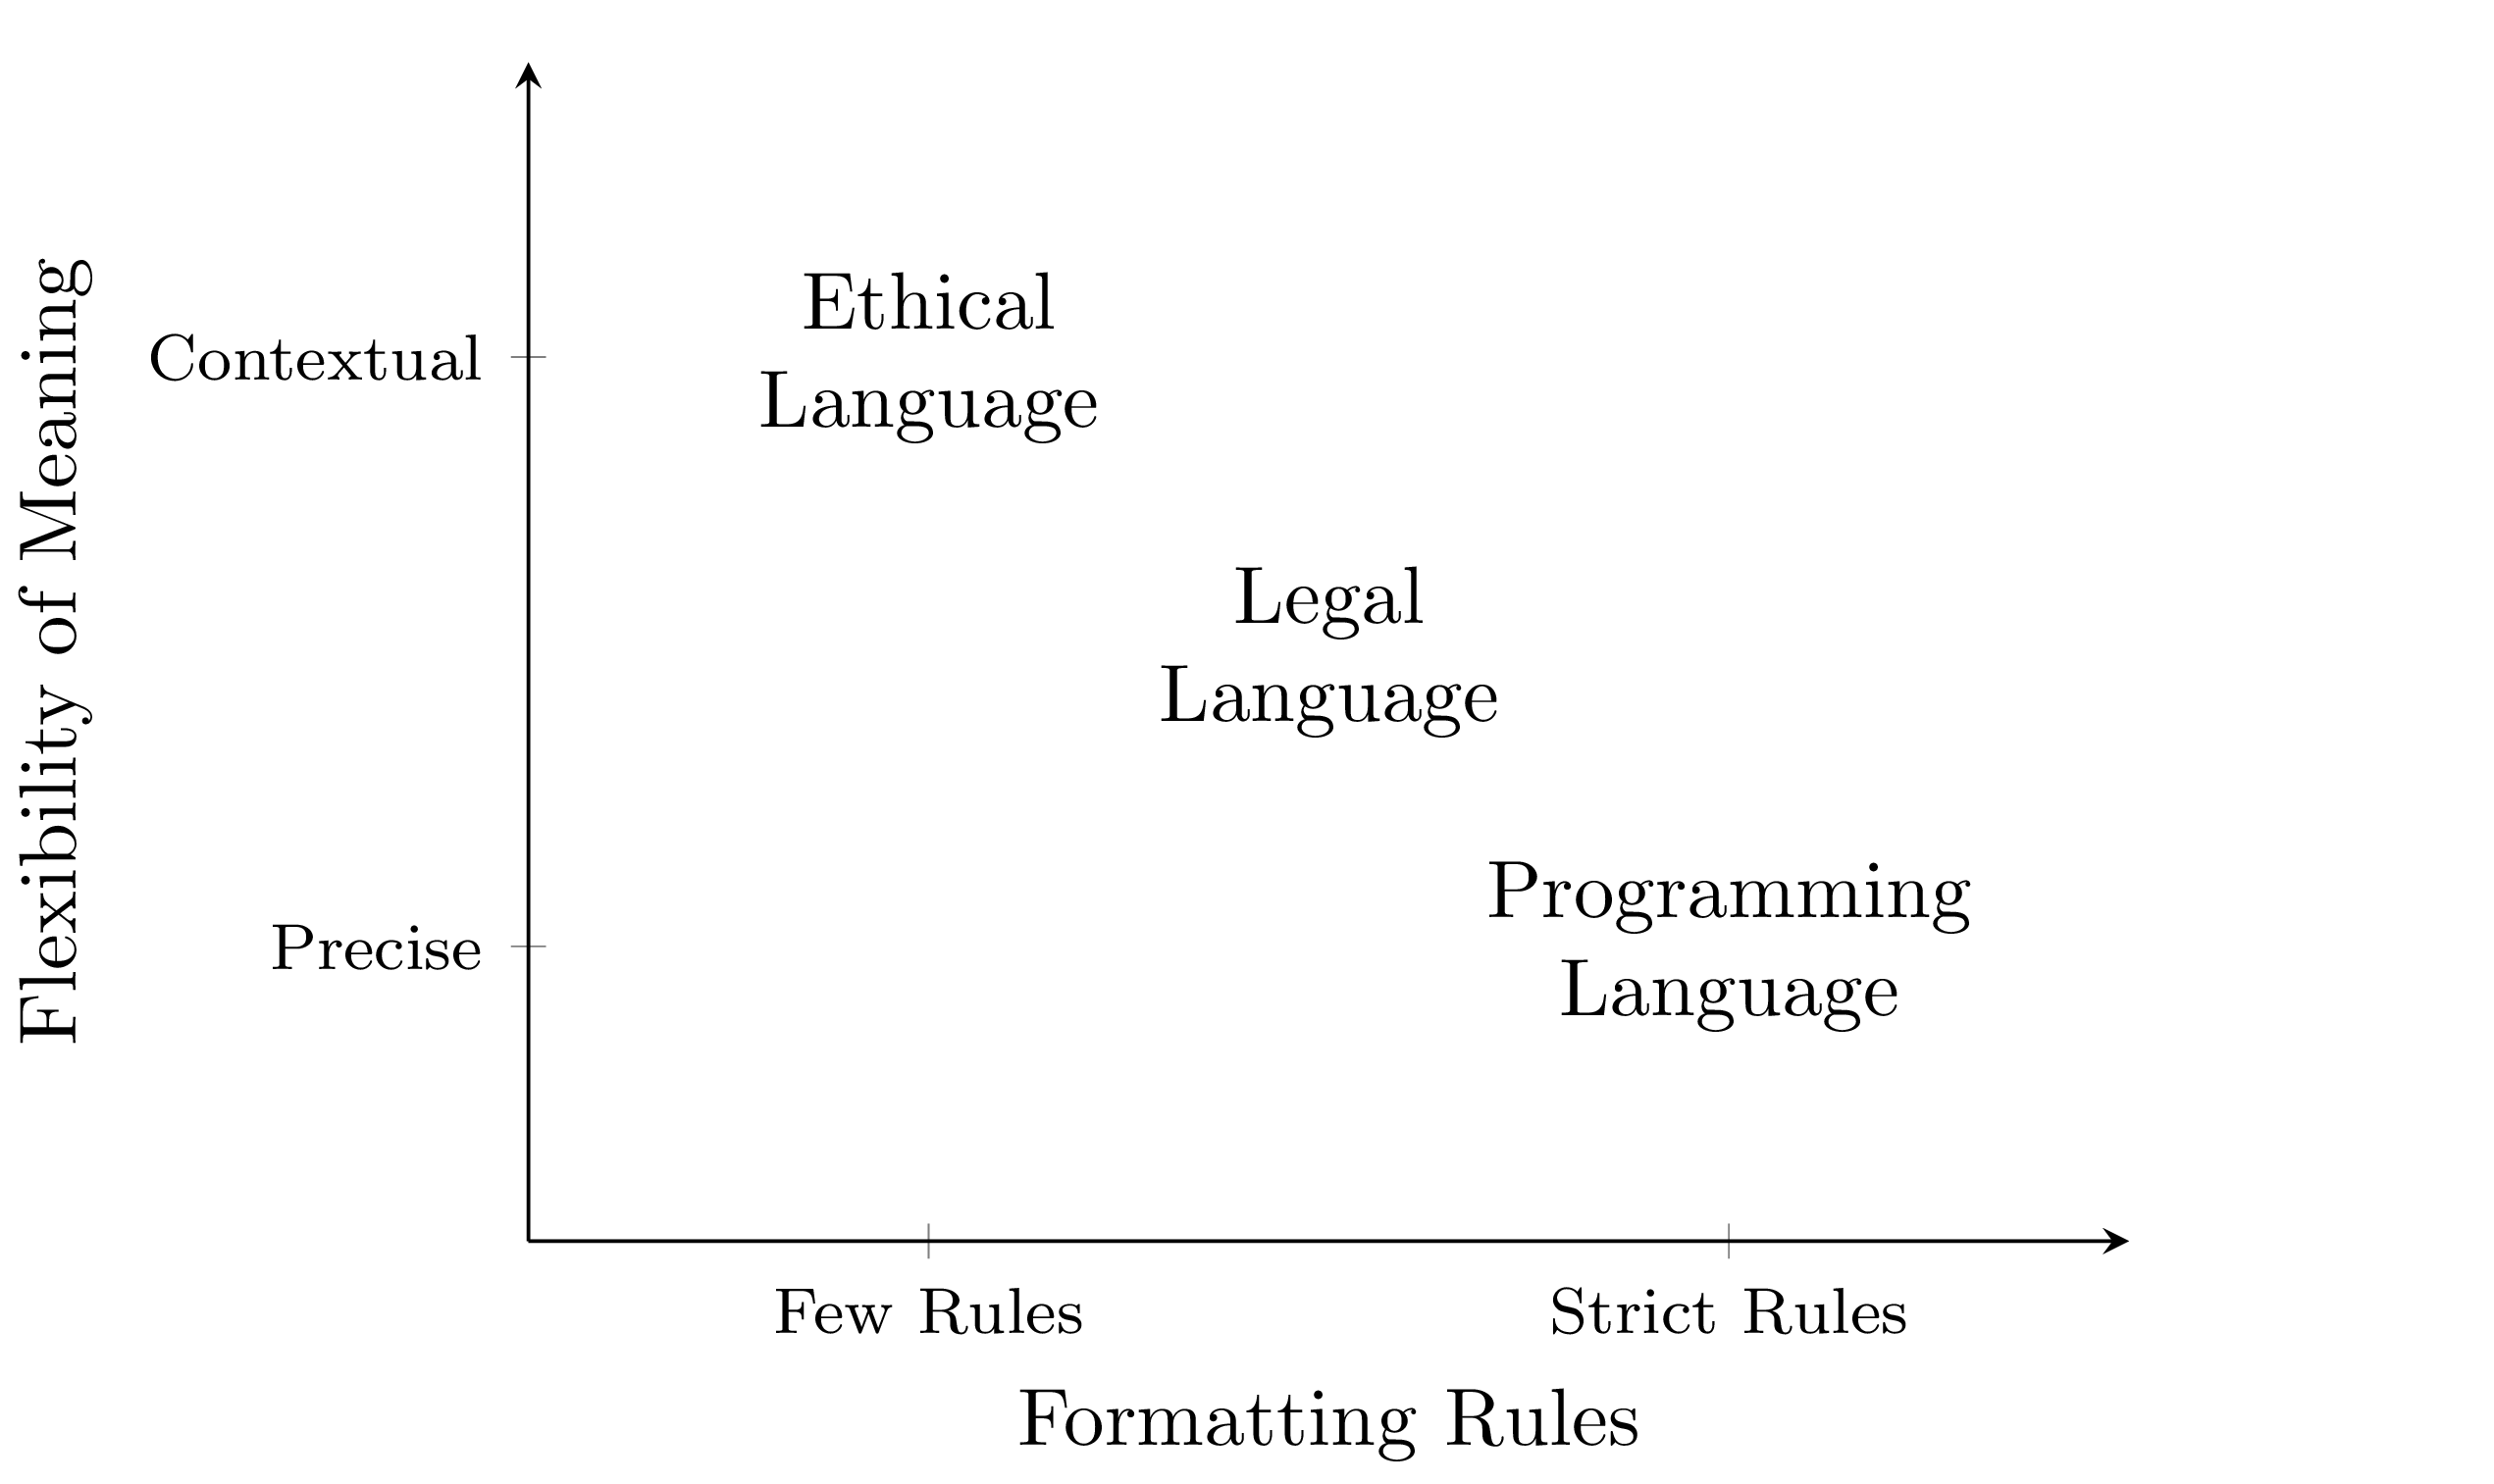 Flexibility of Meaning
Contextual
Precise
Ethical
Language
Legal
Language
Programming
Language
Few Rules
Strict Rules
Formatting Rules